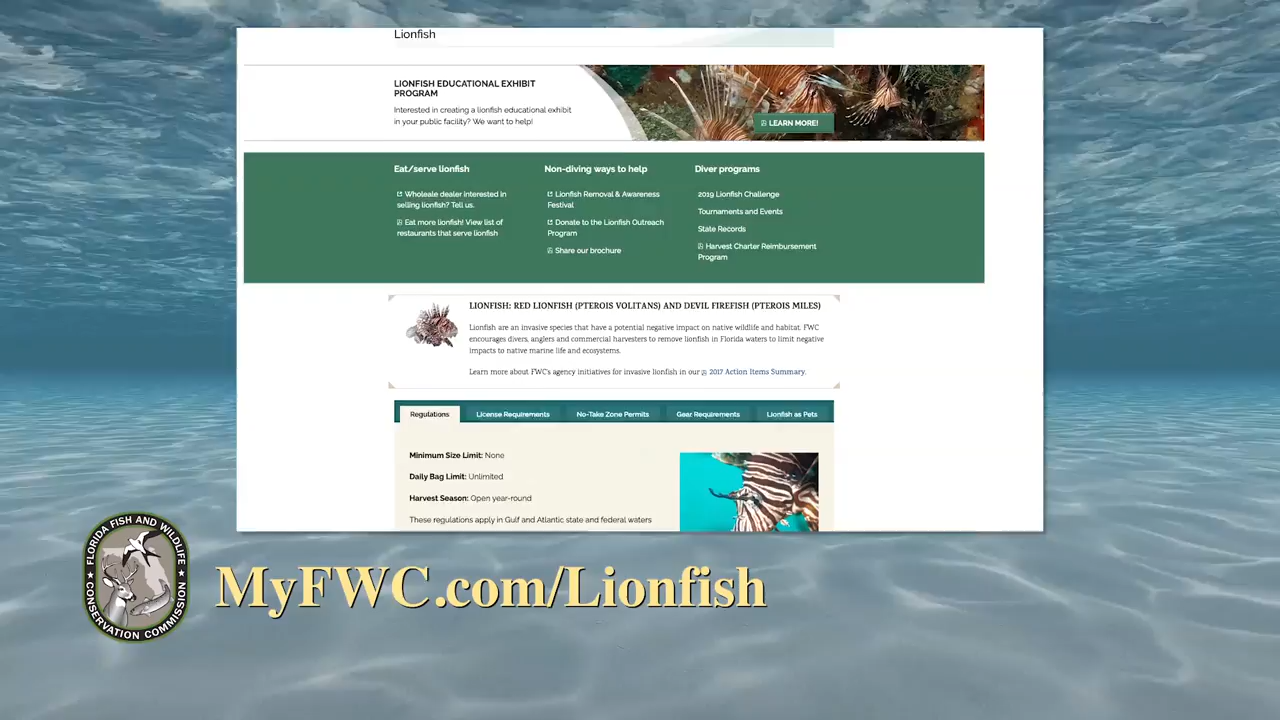 Lionfish
LIONFISH EDUCATIONAL EXHIBIT
PROGRAM
Interested in creating a lionfish educational exhibit
in your public facility? We want to help!
LEARN MORE!
Eat/serve lionfish
Wholeale dealer interested in
selling lionfish? Tell us.
Eat more lionfish! View list of
restaurants that serve lionfish
Non-diving ways to help
Lionfish Removal & Awareness
Festival
Donate to the Lionfish Outreach
Program
Share our brochure
Diver programs
2019 Lionfish Challenge
Tournaments and Events
State Records
Harvest Charter Reimbursement
Program
LIONFISH: RED LIONFISH (PTEROIS VOLITANS) AND DEVIL FIREFISH (PTEROIS MILES)
Lionfish are an invasive species that have a potential negative impact on native wildlife and habitat. FWC
encourages divers, anglers and commercial harvesters to remove lionfish in Florida waters to limit negative
impacts to native marine life and ecosystems.
Learn more about FWC's agency initiatives for invasive lionfish in our 2017 Action Items Summary.
Regulations License Requirements No-Take Zone Permits Gear Requirements Lionfish as Pets
Minimum Size Limit: None
Daily Bag Limit: Unlimited
Harvest Season: Open year-round
These regulations apply in Gulf and Atlantic state and federal waters
FLORIDA FISH AND WILDLIFE
CONSERVATION COMMISSION
MyFWC.com/Lionfish